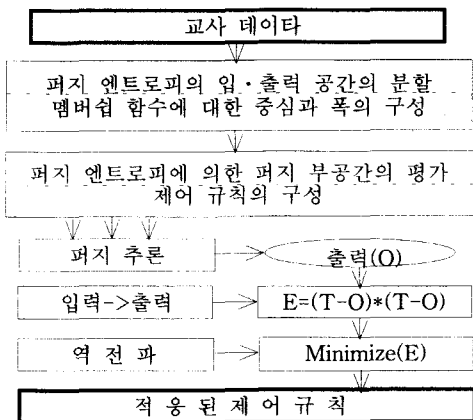 교사 데이타
퍼지 엔트로피의 입·출력 공간의 분할
멤버쉽 함수에 대한 중심과 폭의 구성
퍼지 엔트로피에 의한 퍼지 부공간의 평가
제어 규칙의 구성
퍼지 추론
출력(O)
입력->출력
E=(T-O)*(T-O)
역 전 파
Minimize(E)
적 응 된 제 어 규 칙